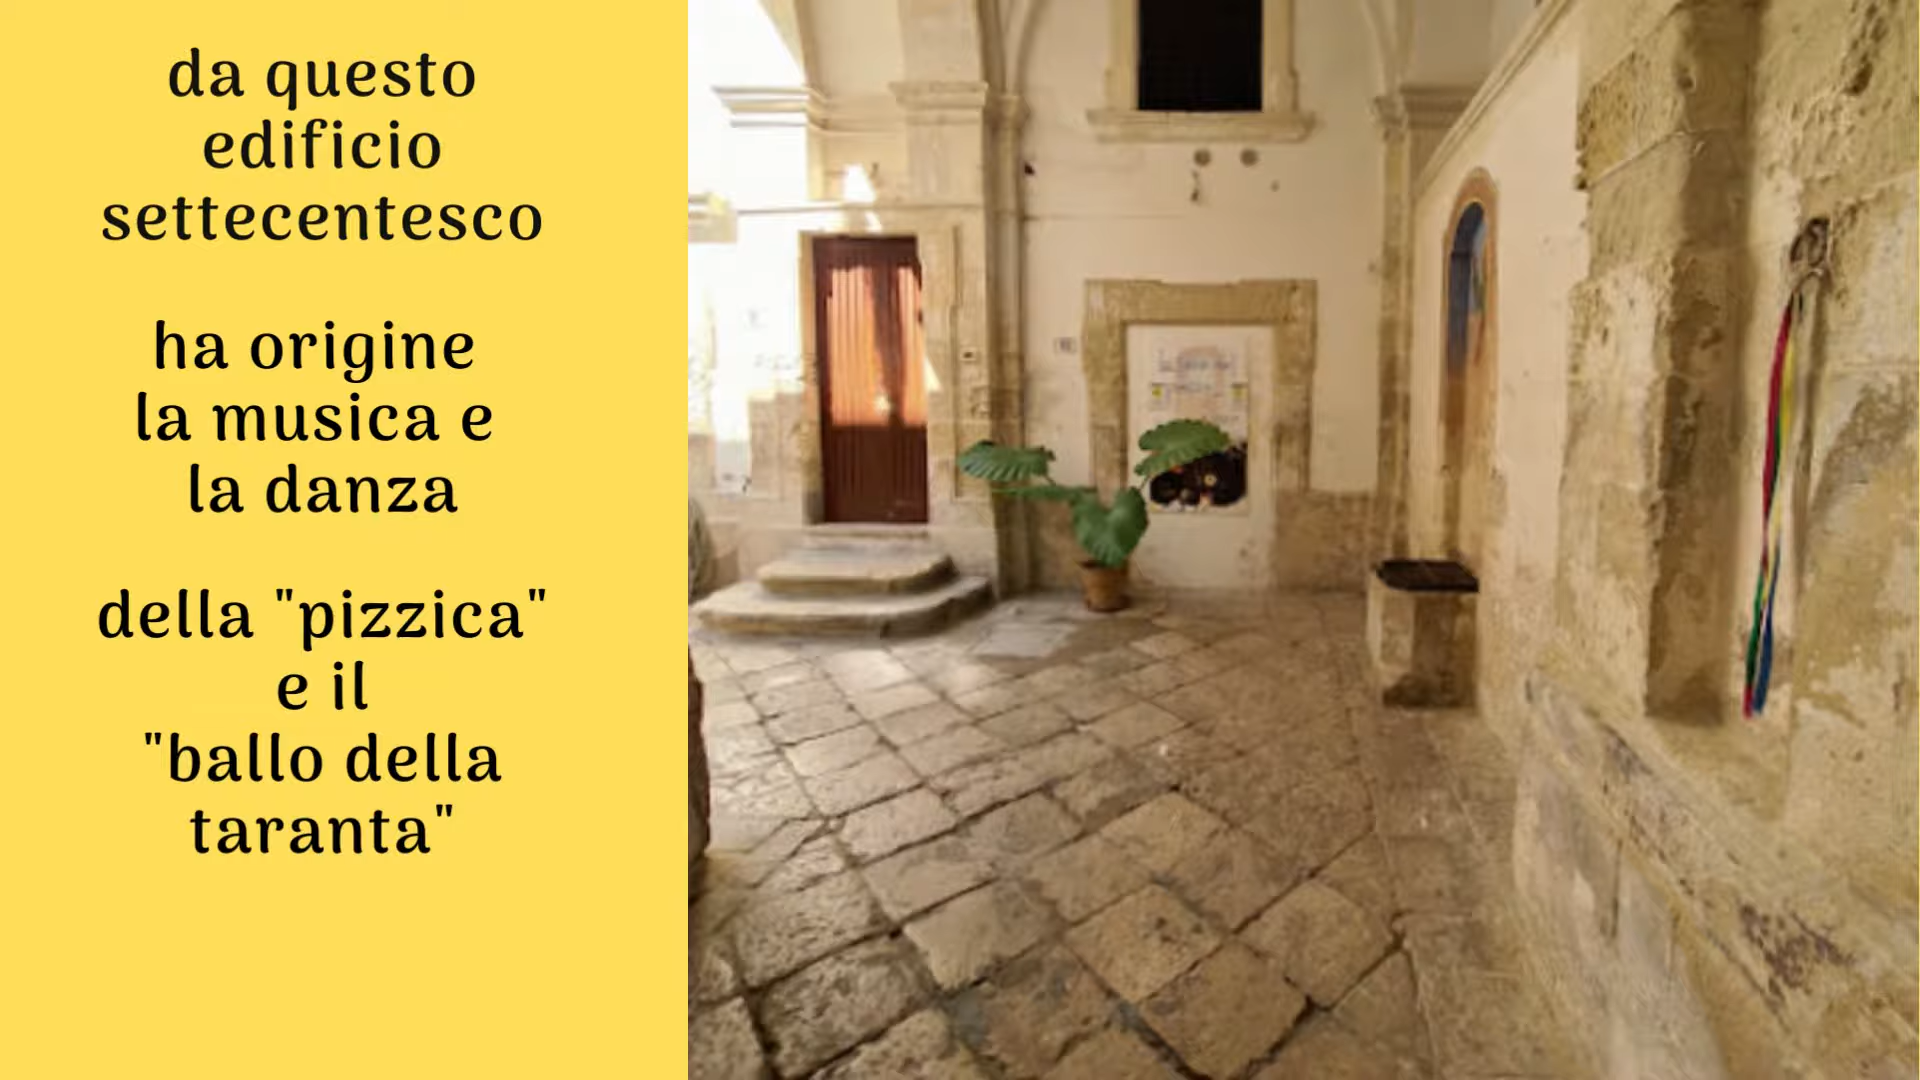 da questo
edificio
settecentesco
ha origine
la musica e
la danza
della "pizzica"
e il
"ballo della
taranta"